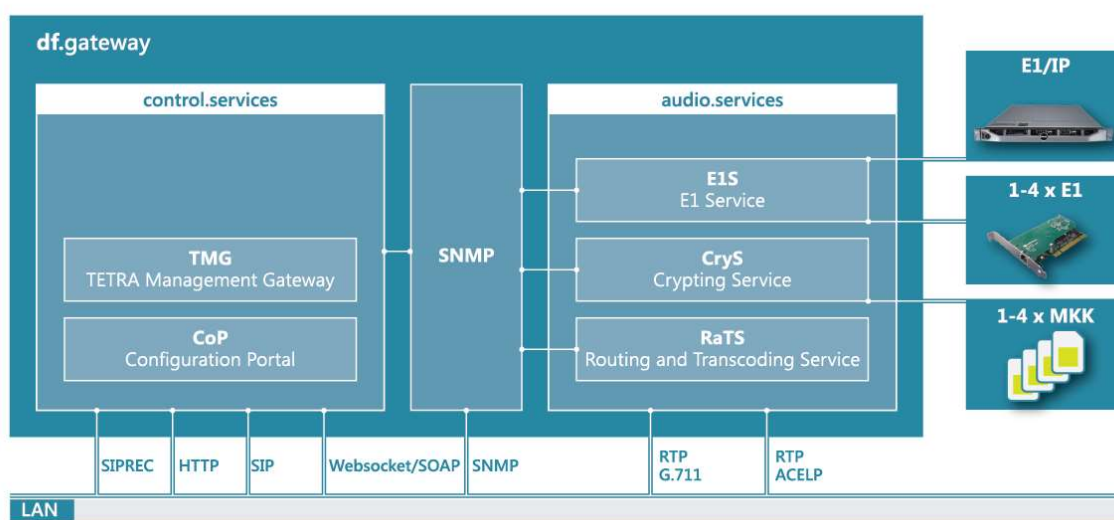 df.gateway
control.services
TMG
TETRA Management Gateway
CoP
Configuration Portal
SNMP
audio.services
E1S
E1 Service
CryS
Crypting Service
RaTS
Routing and Transcoding Service
E1/IP
1-4 x E1
1-4 x MKK
SIPREC
HTTP
SIP
Websocket/SOAP
SNMP
RTP
G.711
RTP
ACELP
LAN